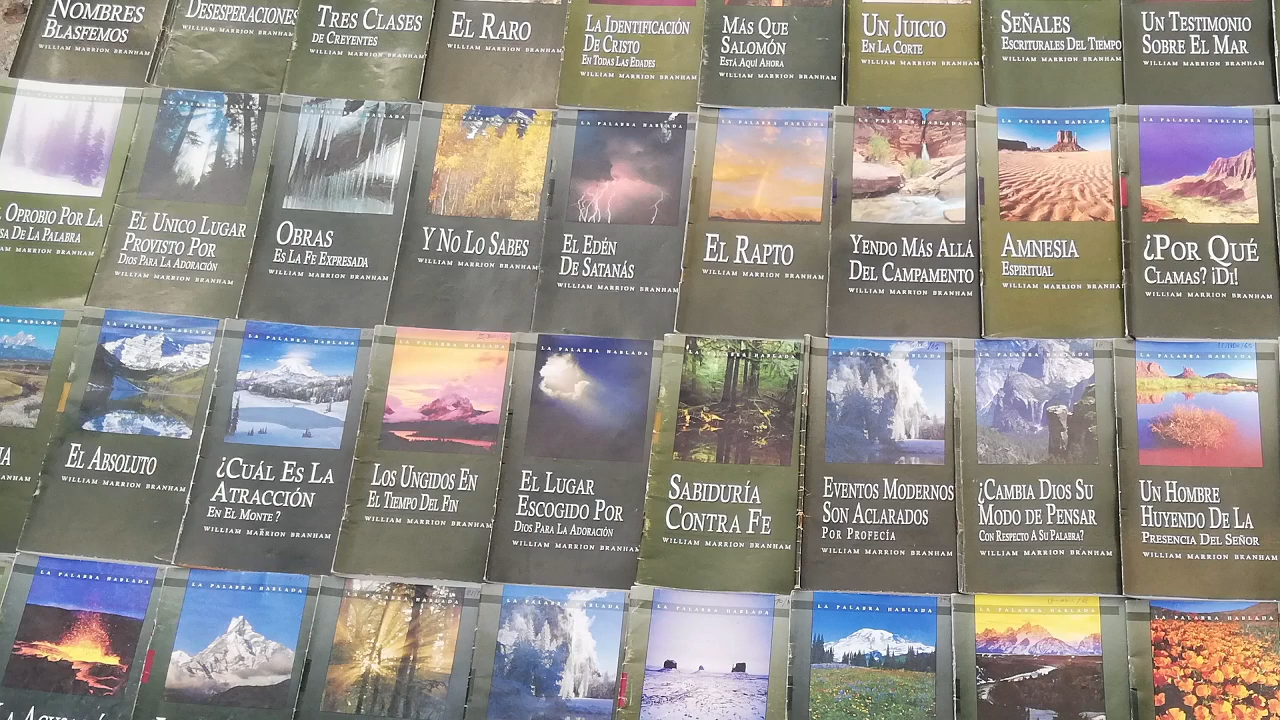 NOMBRES
BLASFEMOS
WILLIAM MARRION BRANHAM
DESESPERACIONES
WILLIAM MARRION BRANHAM
TRES CLASES
DE CREYENTES
WILLIAM MARRION BRANHAM
EL RARO
WILLIAM MARRION BRANHAM
LA IDENTIFICACIÓN
DE CRISTO
EN TODAS LAS EDADES
WILLIAM MARRION BRANHAM
MÁS QUE
SALOMÓN
ESTÁ AQUÍ AHORA
WILLIAM MARRION BRANHAM
UN JUICIO
EN LA CORTE
WILLIAM MARRION BRANHAM
SEÑALES
ESCRITURALES DEL TIEMPO
WILLIAM MARRION BRANHAM
UN TESTIMONIO
SOBRE EL MAR
WILLIAM MARRION BRANHAM
OPROBIO POR LA
SA DE LA PALABRA
AM MARRION BRANHAM
LA PALABRA HABLADA
EL UNICO LUGAR
PROVISTO POR
DIOS PARA LA ADORACIÓN
WILLIAM MARRION BRANHAM
LA PALABRA HABLADA
OBRAS
ES LA FE EXPRESADA
WILLIAM MARRION BRANHAM
LA PALABRA HABLADA
Y NO LO SABES
WILLIAM MARRION BRANHAM
LA PALABRA HABLADA
EL EDÉN
DE SATANÁS
WILLIAM MARRION BRANHAM
LA PALABRA HABLADA
EL RAPTO
WILLIAM MARRION BRANHAM
LA PALABRA HABLADA
YENDO MÁS ALLÁ
DEL CAMPAMENTO
WILLIAM MARRION BRANHAM
LA PALABRA HABLADA
AMNESIA
ESPIRITUAL
WILLIAM MARRION BRANHAM
LA PALABRA HABLADA
¿POR QUÉ
CLAMAS? ¡DI!
WILLIAM MARRION BRANHAM
HABLADA
IA
BRANHAM
LA PALABRA HABLADA
EL ABSOLUTO
WILLIAM MARRION BRANHAM
LA PALABRA HABLADA
¿CUÁL ES LA
ATRACCIÓN
EN EL MONTE?
WILLIAM MARRION BRANHAM
LA PALABRA HABLADA
LOS UNGIDOS EN
EL TIEMPO DEL FIN
WILLIAM MARRION BRANHAM
LA PALABRA HABLADA
EL LUGAR
ESCOGIDO POR
DIOS PARA LA ADORACIÓN
WILLIAM MARRION BRANHAM
LA PALABRA HABLADA
SABIDURÍA
CONTRA FE
WILLIAM MARRION BRANHAM
LA PALABRA HABLADA
EVENTOS MODERNOS
SON ACLARADOS
POR PROFECÍA
WILLIAM MARRION BRANHAM
LA PALABRA HABLADA
¿CAMBIA DIOS SU
MODO DE PENSAR
CON RESPECTO A SU PALABRA?
WILLIAM MARRION BRANHAM
LA PALABRA HABLADA
UN HOMBRE
HUYENDO DE LA
PRESENCIA DEL SEÑOR
WILLIAM MARRION BRANHAM
LA PALABRA HABLADA
LA PALABRA HABLADA
LA PALABRA HABLADA
LA PALABRA HABLADA
LA PALABRA HABLADA
LA PALABRA HABLADA
LA PALABRA HABLADA
LA PALABRA HABLADA